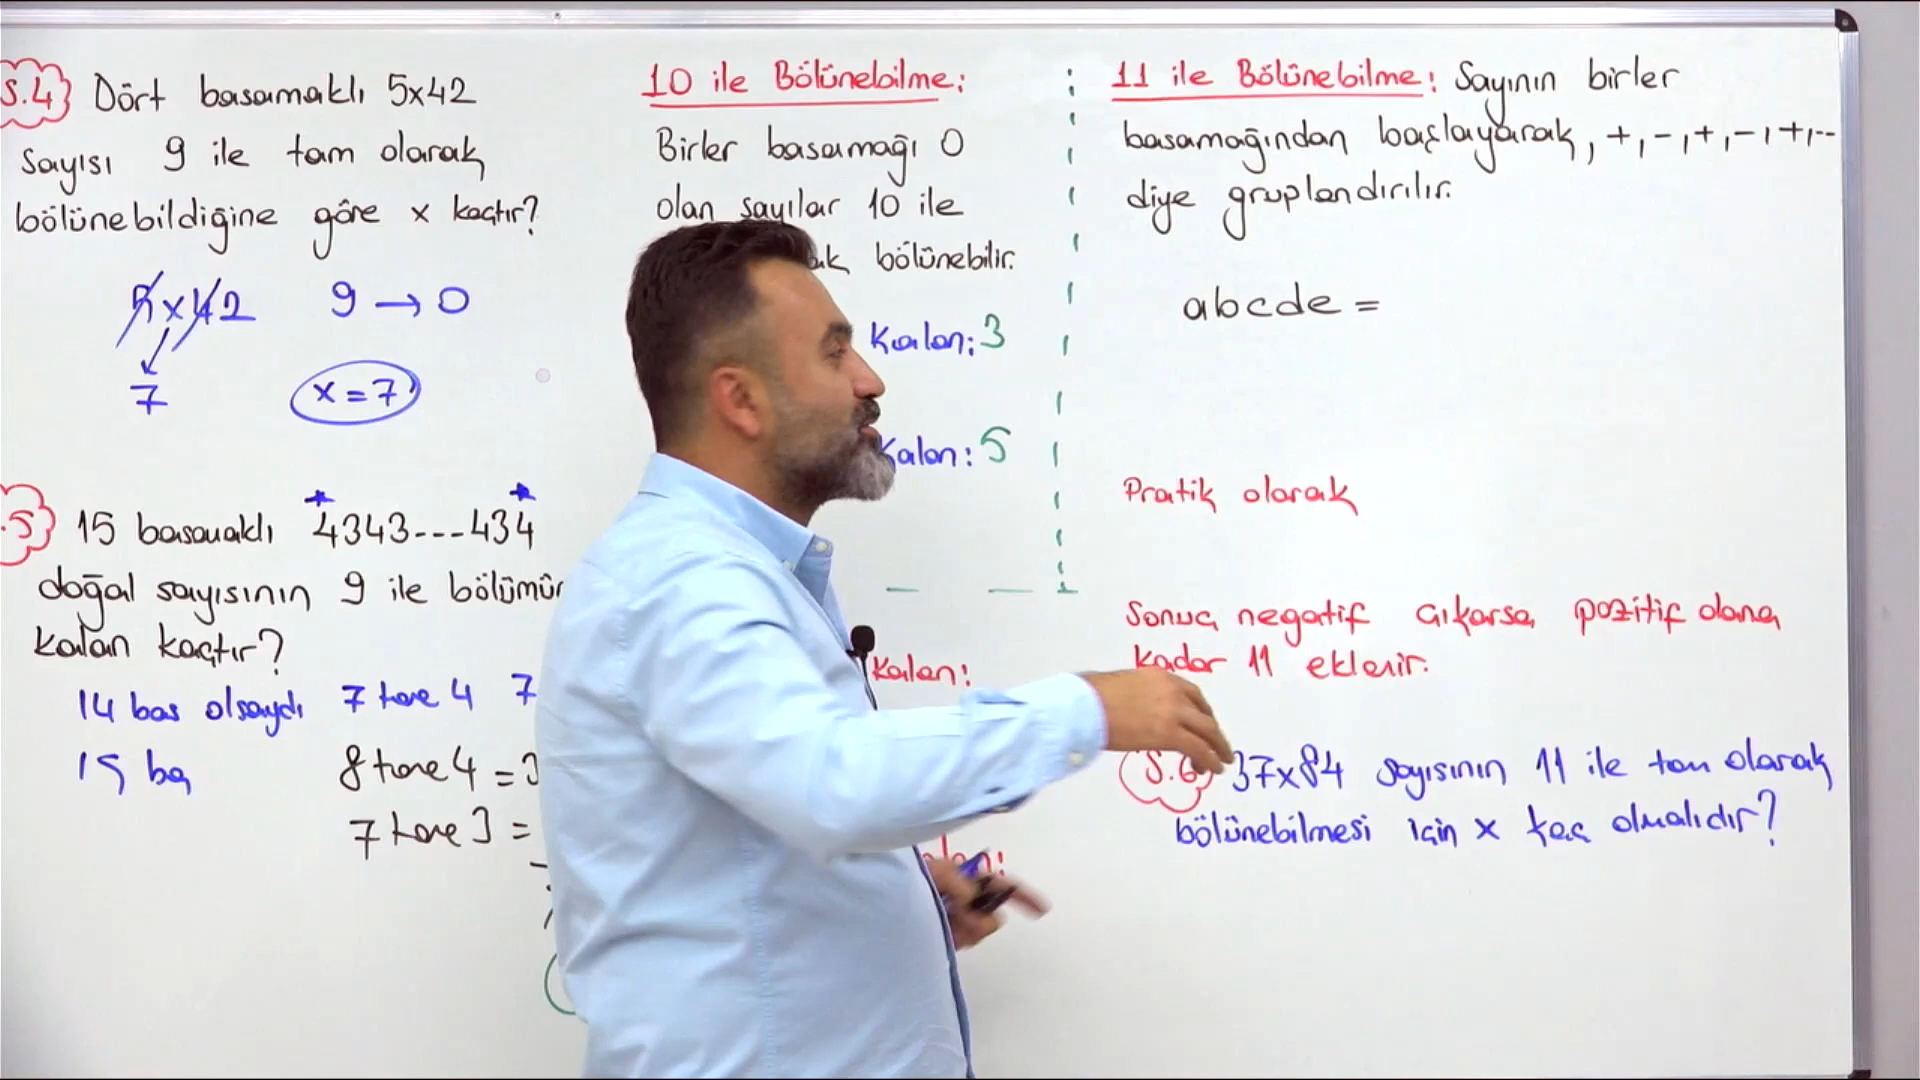 S.4 Dört basamaklı 5x42
sayısı 9 ile tam olarak
bölünebildiğine göre x kaçtır?
5x42 9 → 0
7
x = 7
.5 15 basamaklı 4343---434
doğal sayısının 9 ile bölümün
kalan kaçtır?
14 bas olsaydı 7 tane 4 7
15 ba
8 tane 4 = 3
7 tane 3 =
10 ile Bölünebilme:
Birler basamağı 0
olan sayılar 10 ile
bölünebilir.
Kalan: 3
Kalan: 5
Kalan:
11 ile Bölünebilme: Sayının birler
basamağından başlayarak, +, -, +, -, +, --
diye gruplandırılır.
abcde =
Pratik olarak
Sonuç negatif çıkarsa pozitif olana
kadar 11 eklenir.
S.6 37x84 sayısının 11 ile tam olarak
bölünebilmesi için x kaç olmalıdır?